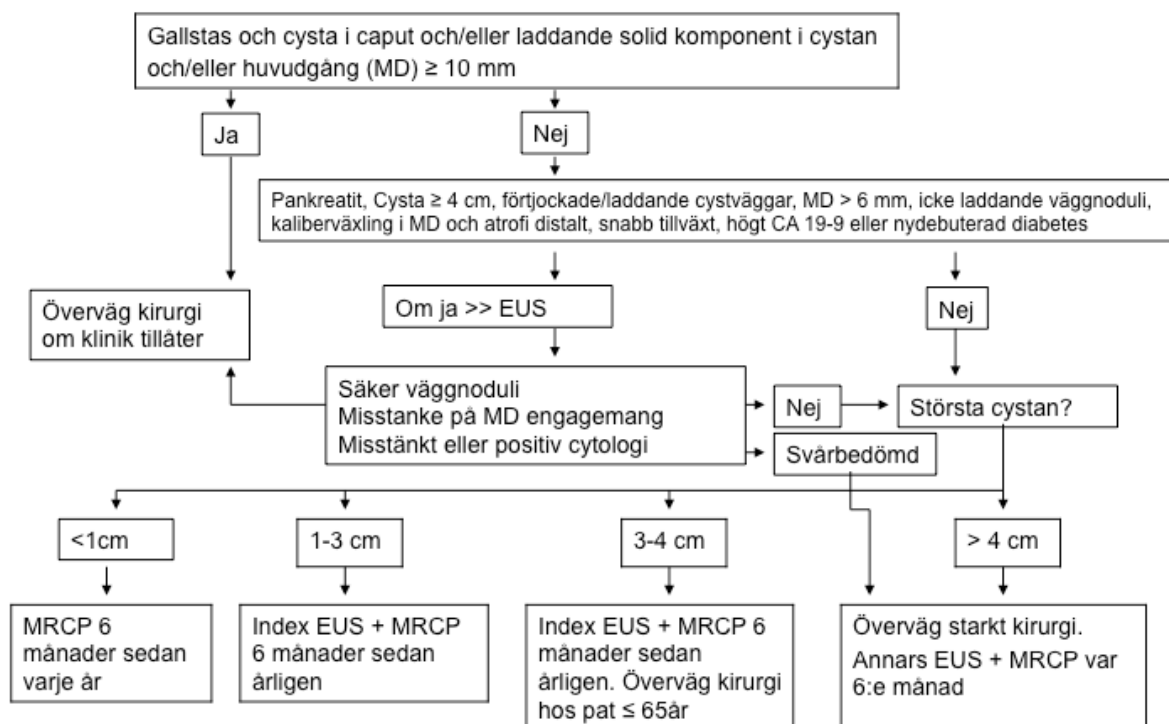 Gallstas och cysta i caput och/eller laddande solid komponent i cystan
och/eller huvudgång (MD) ≥ 10 mm
Ja
Nej
Pankreatit, Cysta ≥ 4 cm, förtjockade/laddande cystväggar, MD > 6 mm, icke laddande väggnoduli,
kaliberväxling i MD och atrofi distalt, snabb tillväxt, högt CA 19-9 eller nydebuterad diabetes
Överväg kirurgi
om klinik tillåter
Om ja >> EUS
Nej
Säker väggnoduli
Misstanke på MD engagemang
Misstänkt eller positiv cytologi
Nej
Största cystan?
Svårbedömd
<1cm
1-3 cm
3-4 cm
> 4 cm
MRCP 6
månader sedan
varje år
Index EUS + MRCP
6 månader sedan
årligen
Index EUS + MRCP 6
månader sedan
årligen. Överväg kirurgi
hos pat ≤ 65år
Överväg starkt kirurgi.
Annars EUS + MRCP var
6:e månad